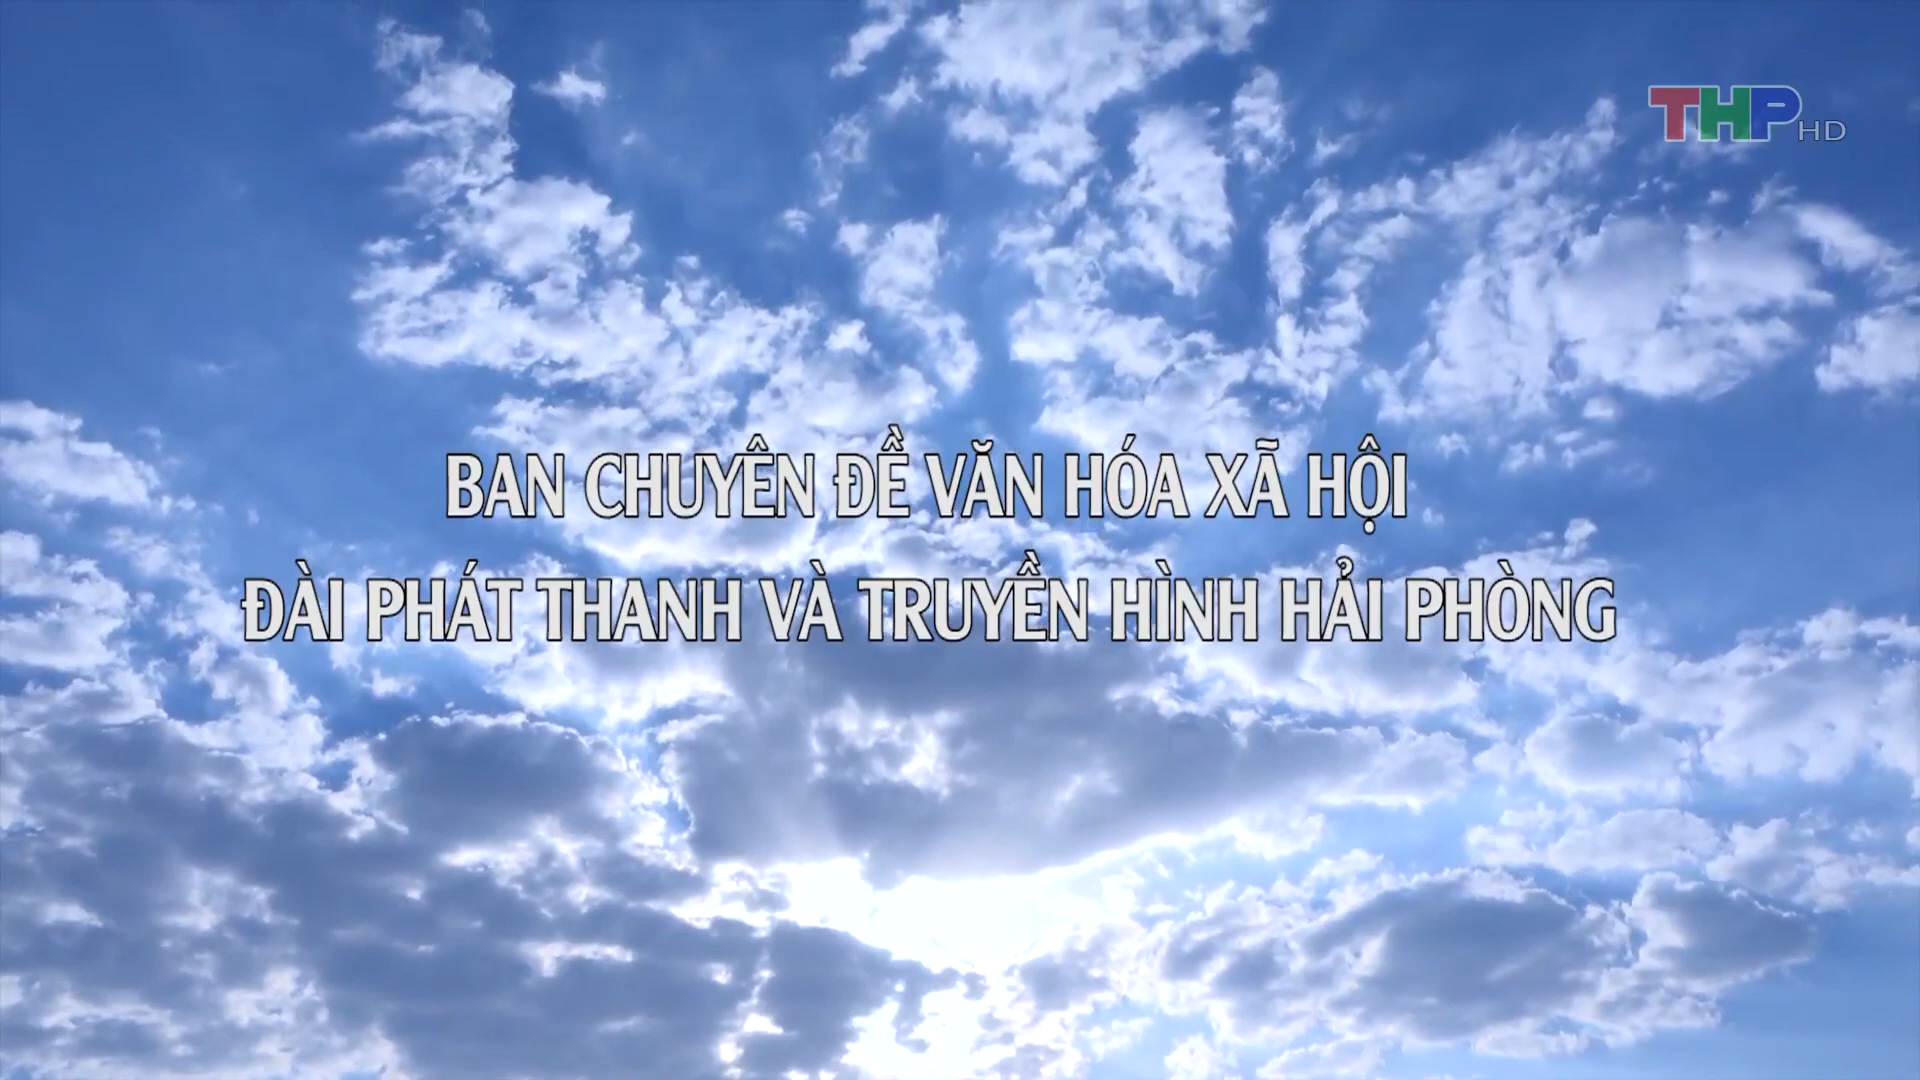 THP HD
BAN CHUYÊN ĐỀ VĂN HÓA XÃ HỘI
ĐÀI PHÁT THANH VÀ TRUYỀN HÌNH HẢI PHÒNG